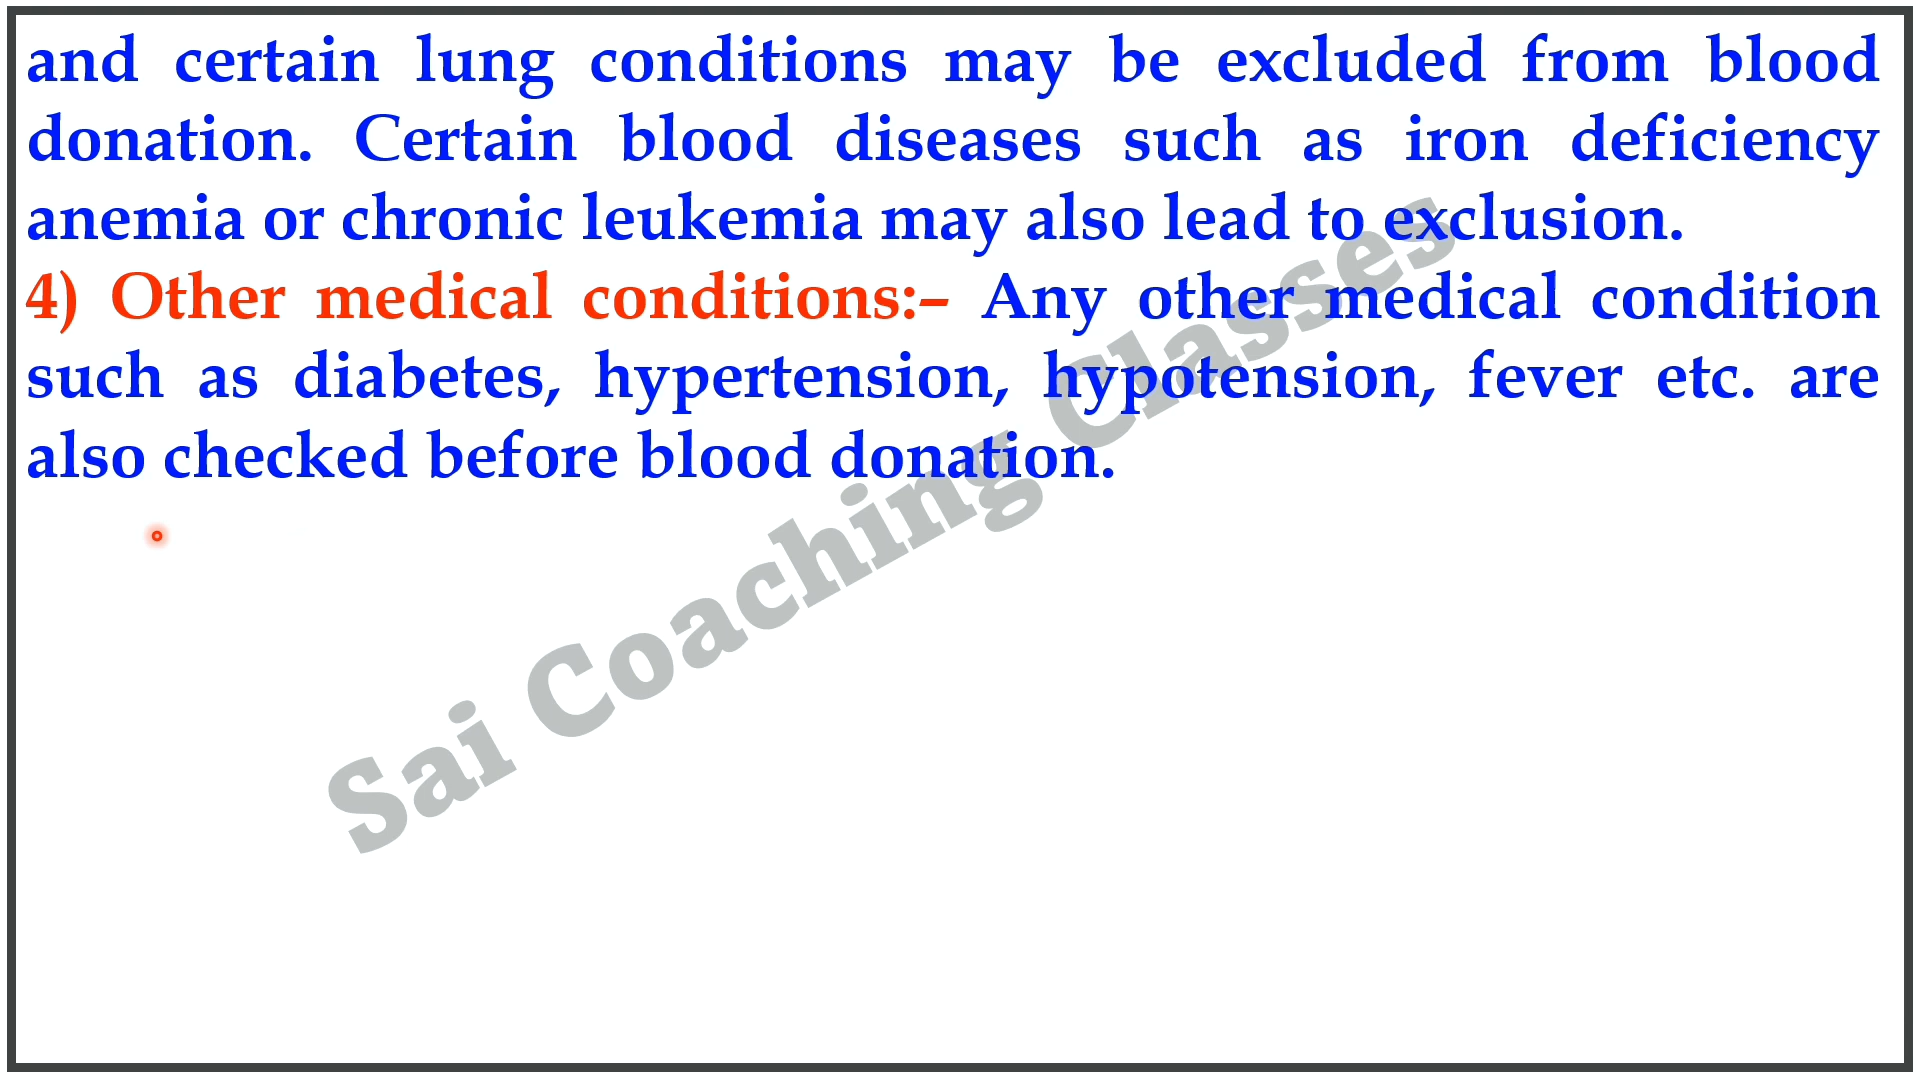 and certain lung conditions may be excluded from blood
donation. Certain blood diseases such as iron deficiency
anemia or chronic leukemia may also lead to exclusion.
4) Other medical conditions:– Any other medical condition
such as diabetes, hypertension, hypotension, fever etc. are
also checked before blood donation.
Sai Coaching Classes